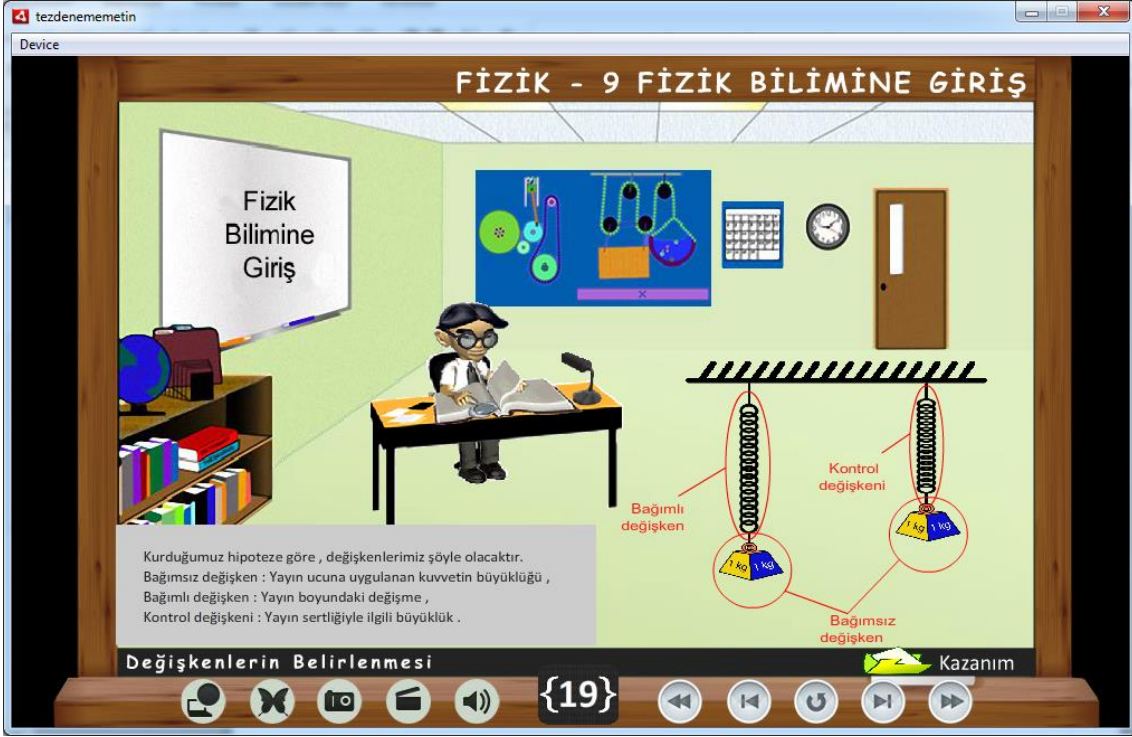 tezdenememetin
Device
FİZİK - 9 FİZİK BİLİMİNE GİRİŞ
Fizik
Bilimine
Giriş
Kontrol
değişkeni
Bağımlı
değişken
1 kg 1 kg
1 kg 1 kg
Bağımsız
değişken
Kurduğumuz hipoteze göre , değişkenlerimiz şöyle olacaktır.
Bağımsız değişken : Yayın ucuna uygulanan kuvvetin büyüklüğü ,
Bağımlı değişken : Yayın boyundaki değişme ,
Kontrol değişkeni : Yayın sertliğiyle ilgili büyüklük .
Değişkenlerin Belirlenmesi
Kazanım
{19}